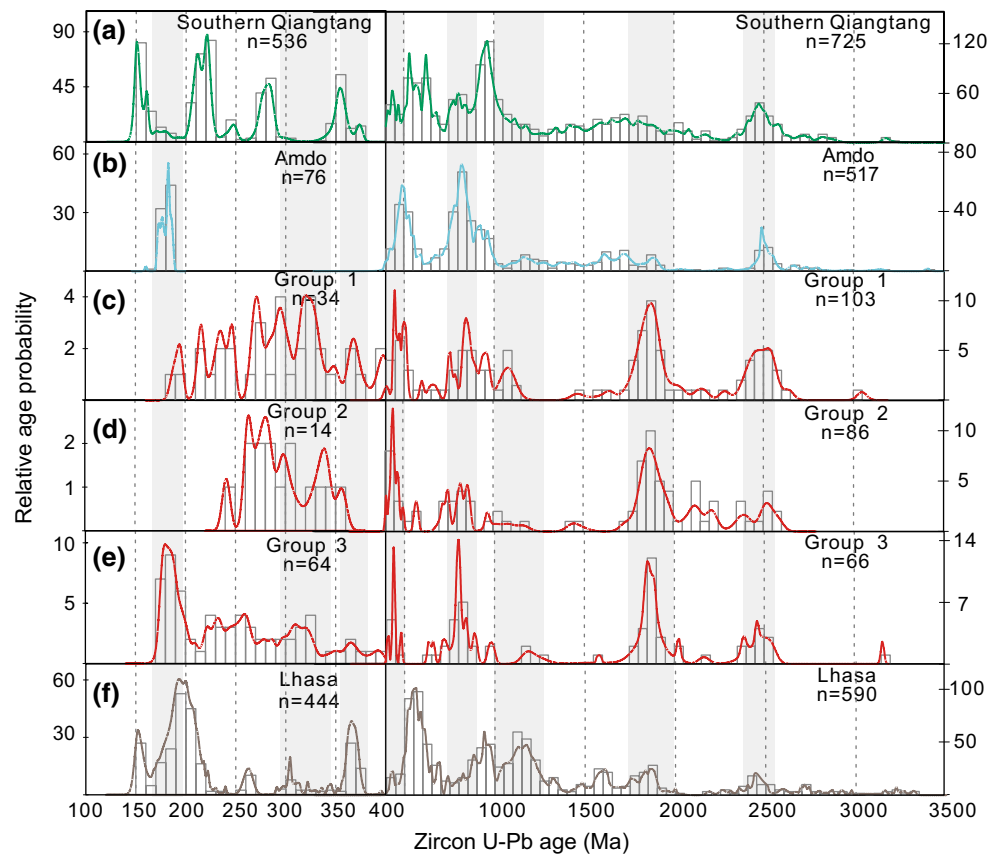 (a) Southern Qiangtang n=536 Southern Qiangtang n=725
90 45 120 60
(b) Amdo n=76 Amdo n=517
60 30 80 40
(c) Group 1 n=34 Group 1 n=103
4 2 10 5
(d) Group 2 n=14 Group 2 n=86
2 1 10 5
(e) Group 3 n=64 Group 3 n=66
10 5 14 7
(f) Lhasa n=444 Lhasa n=590
60 30 100 50
100 200 250 300 350 400 1000 1500 2000 2500 3000 3500
Relative age probability
Zircon U-Pb age (Ma)